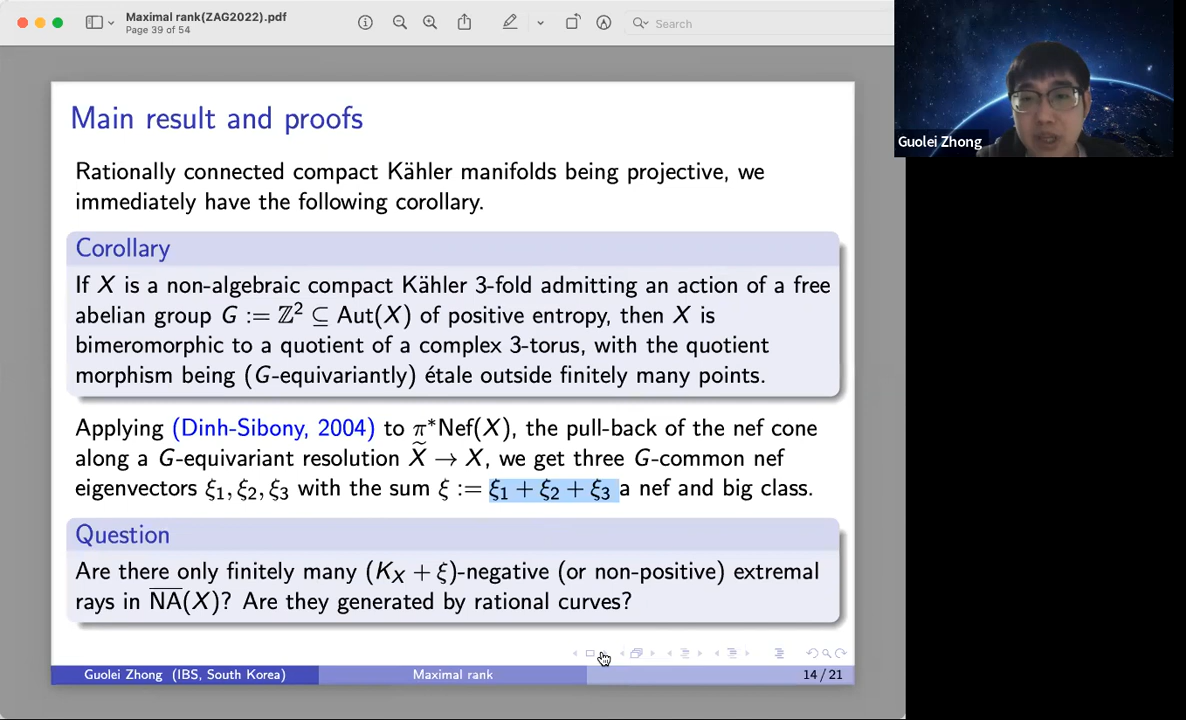 Maximal rank(ZAG2022).pdf
Page 39 of 54
Search
Guolei Zhong
Main result and proofs
Rationally connected compact Kähler manifolds being projective, we
immediately have the following corollary.
Corollary
If X is a non-algebraic compact Kähler 3-fold admitting an action of a free
abelian group G := ℤ² ⊆ Aut(X) of positive entropy, then X is
bimeromorphic to a quotient of a complex 3-torus, with the quotient
morphism being (G-equivariantly) étale outside finitely many points.
Applying (Dinh-Sibony, 2004) to π*Nef(X), the pull-back of the nef cone
along a G-equivariant resolution X̃ → X, we get three G-common nef
eigenvectors ξ₁, ξ₂, ξ₃ with the sum ξ := ξ₁ + ξ₂ + ξ₃ a nef and big class.
Question
Are there only finitely many (K_X + ξ)-negative (or non-positive) extremal
rays in N̅A̅(X)? Are they generated by rational curves?
Guolei Zhong (IBS, South Korea) Maximal rank 14 / 21